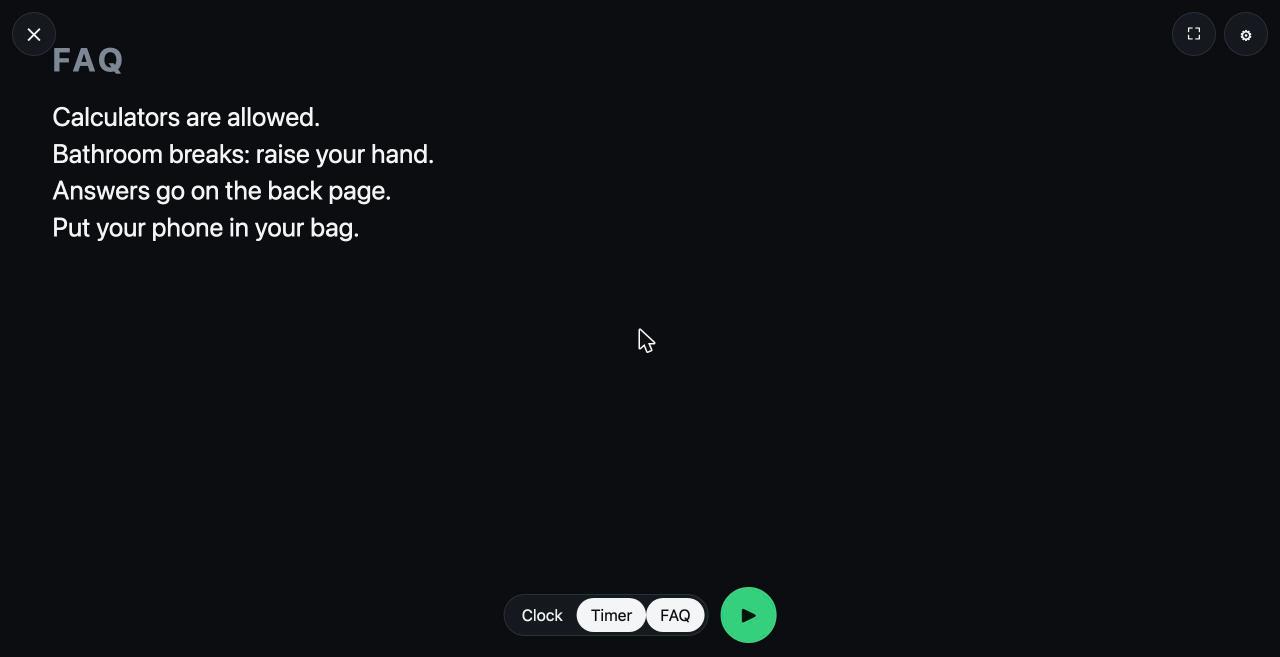 FAQ
Calculators are allowed.
Bathroom breaks: raise your hand.
Answers go on the back page.
Put your phone in your bag.
Clock Timer FAQ